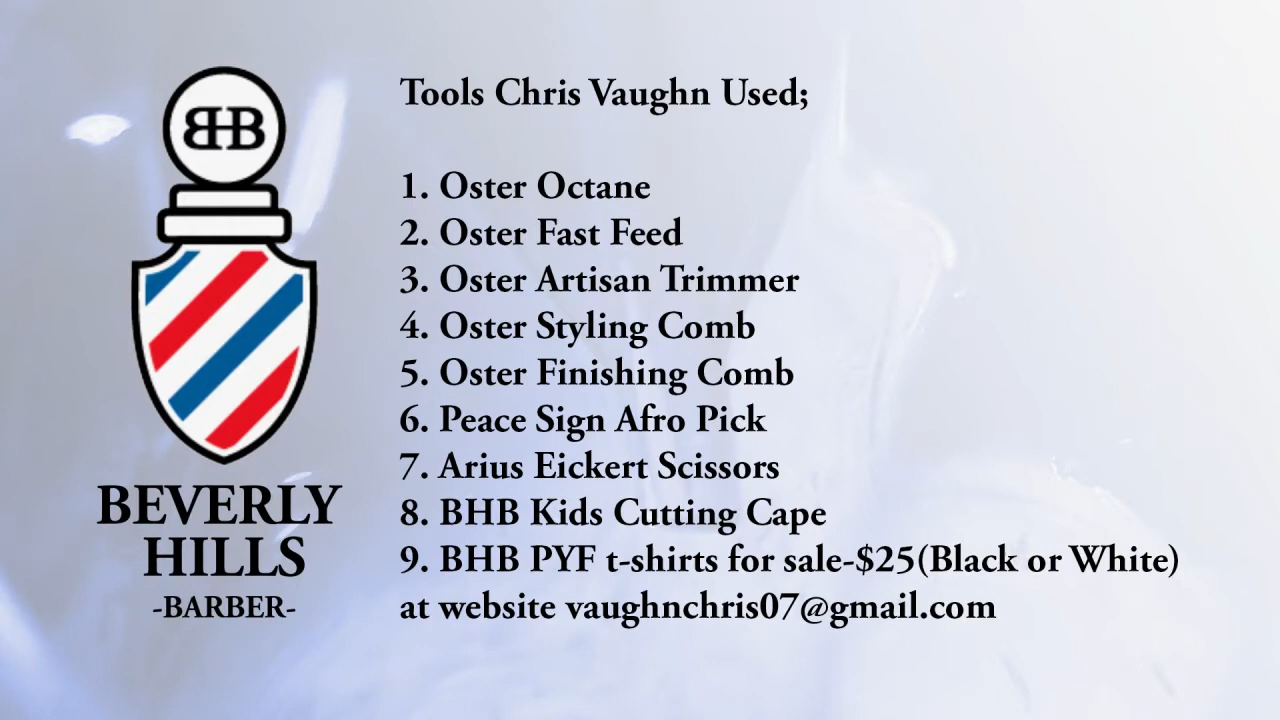 BHB
BEVERLY
HILLS
-BARBER-
Tools Chris Vaughn Used;
1. Oster Octane
2. Oster Fast Feed
3. Oster Artisan Trimmer
4. Oster Styling Comb
5. Oster Finishing Comb
6. Peace Sign Afro Pick
7. Arius Eickert Scissors
8. BHB Kids Cutting Cape
9. BHB PYF t-shirts for sale-$25(Black or White)
at website vaughnchris07@gmail.com